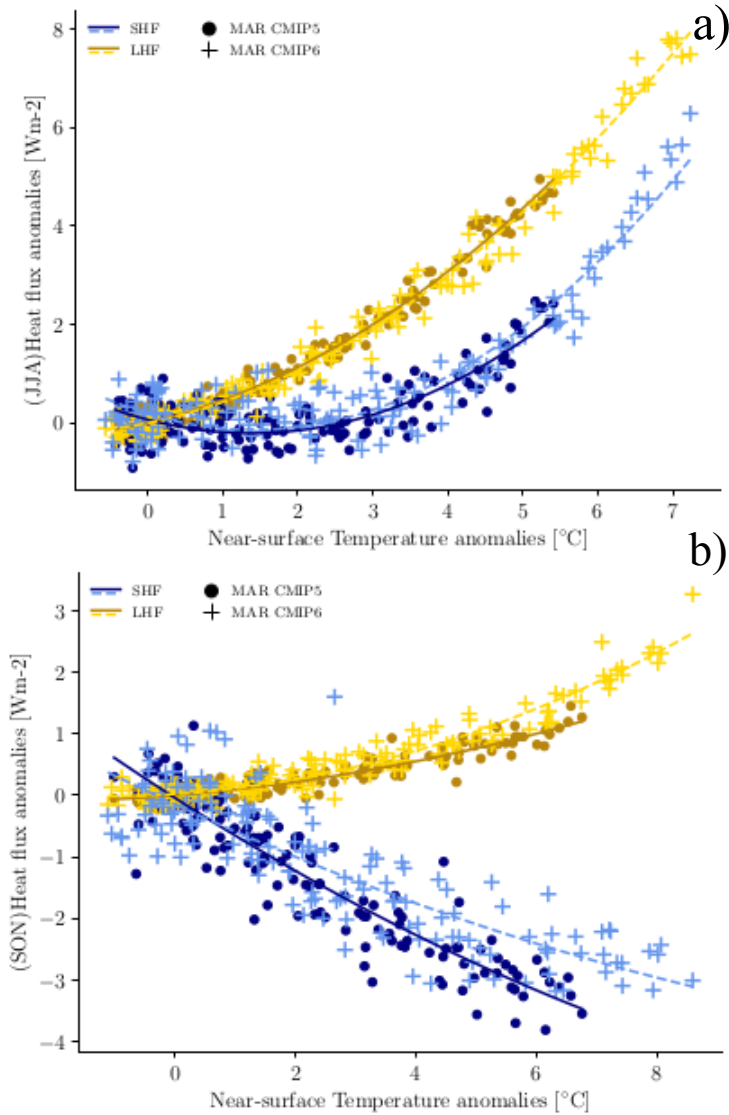 a)
SHF
MAR CMIP5
LHF
MAR CMIP6
(JJA)Heat flux anomalies [Wm-2]
8
6
4
2
0
0 1 2 3 4 5 6 7
Near-surface Temperature anomalies [°C]
b)
SHF
MAR CMIP5
LHF
MAR CMIP6
(SON)Heat flux anomalies [Wm-2]
3
2
1
0
−1
−2
−3
−4
0 2 4 6 8
Near-surface Temperature anomalies [°C]